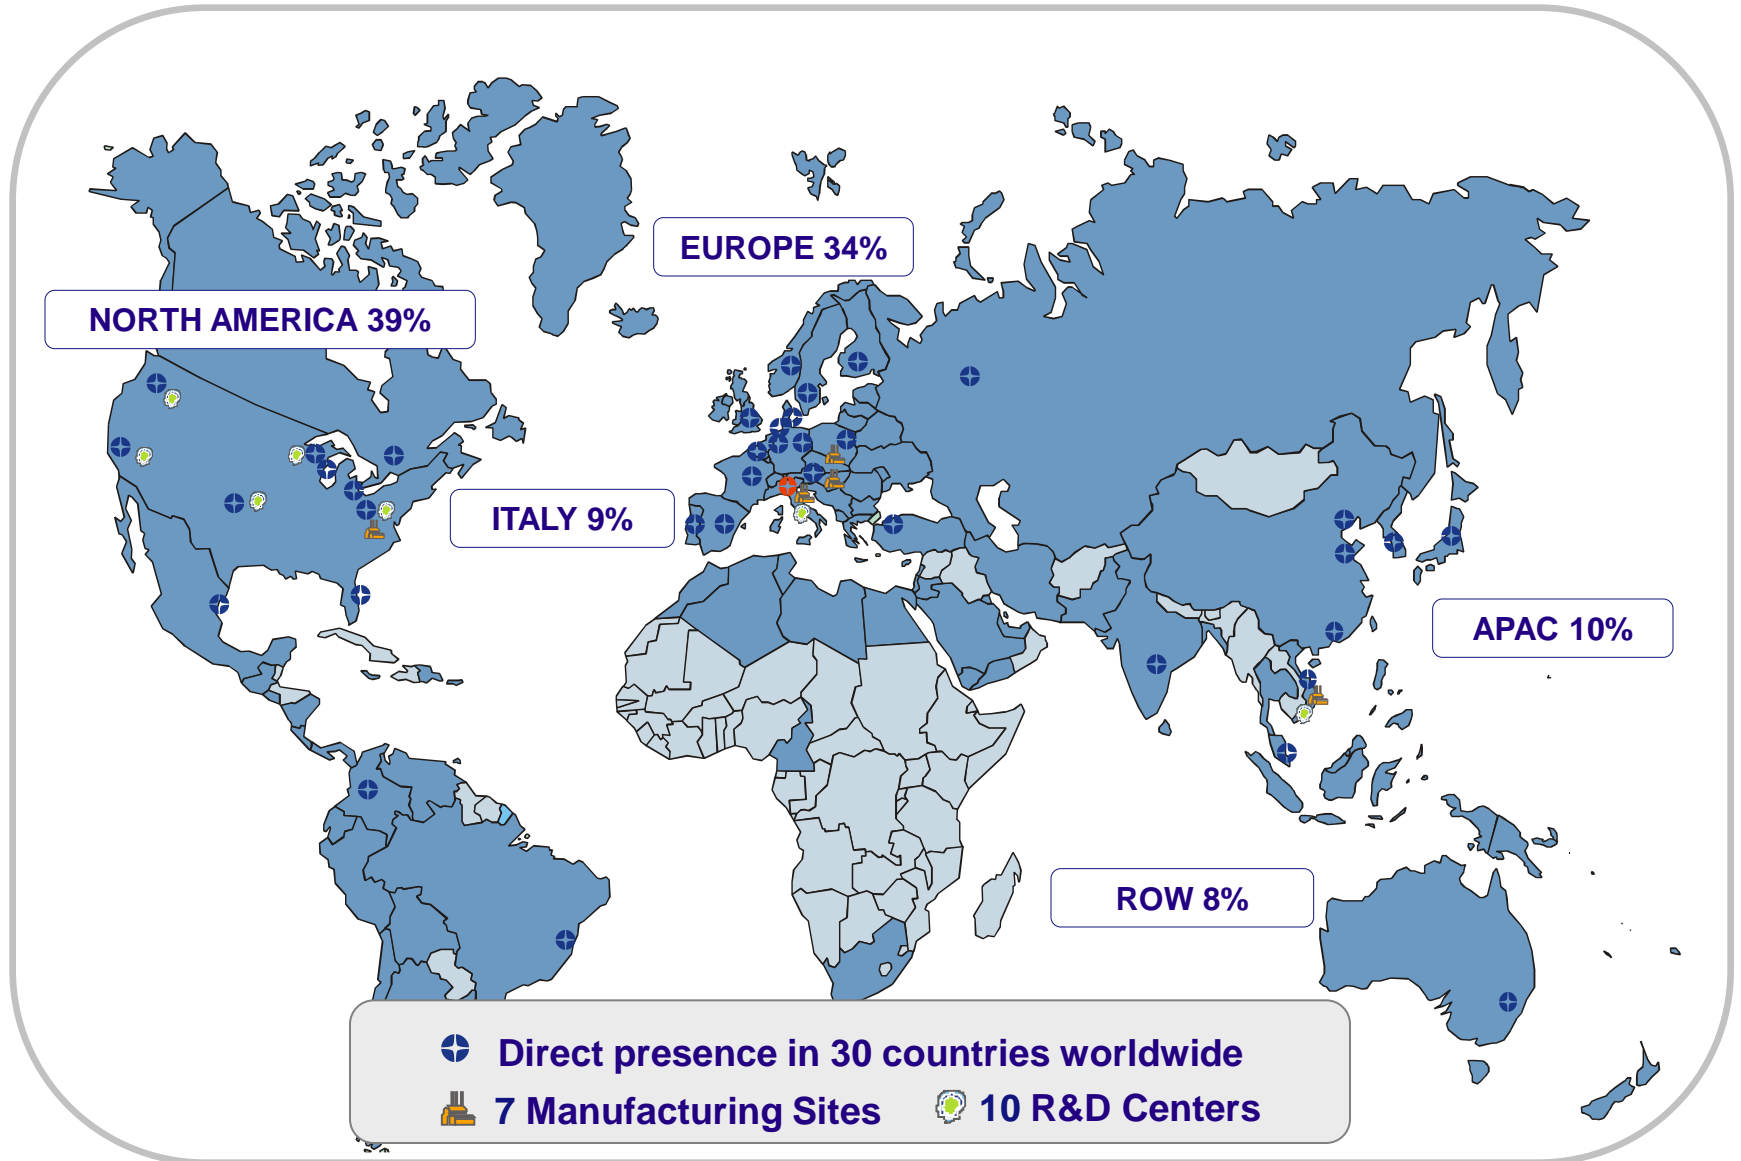 EUROPE 34%
NORTH AMERICA 39%
ITALY 9%
APAC 10%
ROW 8%
Direct presence in 30 countries worldwide
7 Manufacturing Sites
10 R&D Centers